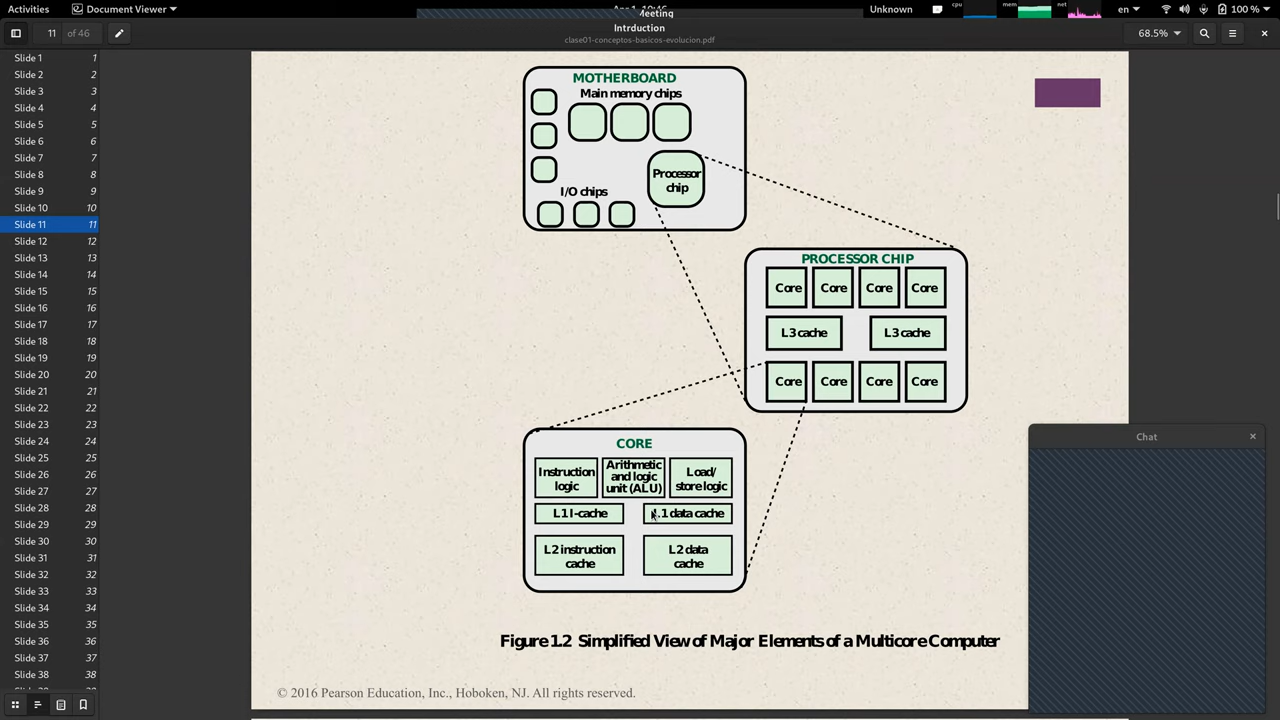 Activities
Document Viewer
Meeting
Unknown
cpu
mem
net
en
100 %
11
of 46
Intrduction
clase01-conceptos-basicos-evolucion.pdf
88.5%
Slide 1 1
Slide 2 2
Slide 3 3
Slide 4 4
Slide 5 5
Slide 6 6
Slide 7 7
Slide 8 8
Slide 9 9
Slide 10 10
Slide 11 11
Slide 12 12
Slide 13 13
Slide 14 14
Slide 15 15
Slide 16 16
Slide 17 17
Slide 18 18
Slide 19 19
Slide 20 20
Slide 21 21
Slide 22 22
Slide 23 23
Slide 24 24
Slide 25 25
Slide 26 26
Slide 27 27
Slide 28 28
Slide 29 29
Slide 30 30
Slide 31 31
Slide 32 32
Slide 33 33
Slide 34 34
Slide 35 35
Slide 36 36
Slide 37 37
Slide 38 38
MOTHERBOARD
Main memory chips
Processor
chip
I/O chips
PROCESSOR CHIP
Core Core Core Core
L3 cache L3 cache
Core Core Core Core
CORE
Instruction
logic
Arithmetic
and logic
unit (ALU)
Load/
store logic
L1 I-cache
L1 data cache
L2 instruction
cache
L2 data
cache
Figure 1.2 Simplified View of Major Elements of a Multicore Computer
© 2016 Pearson Education, Inc., Hoboken, NJ. All rights reserved.
Chat